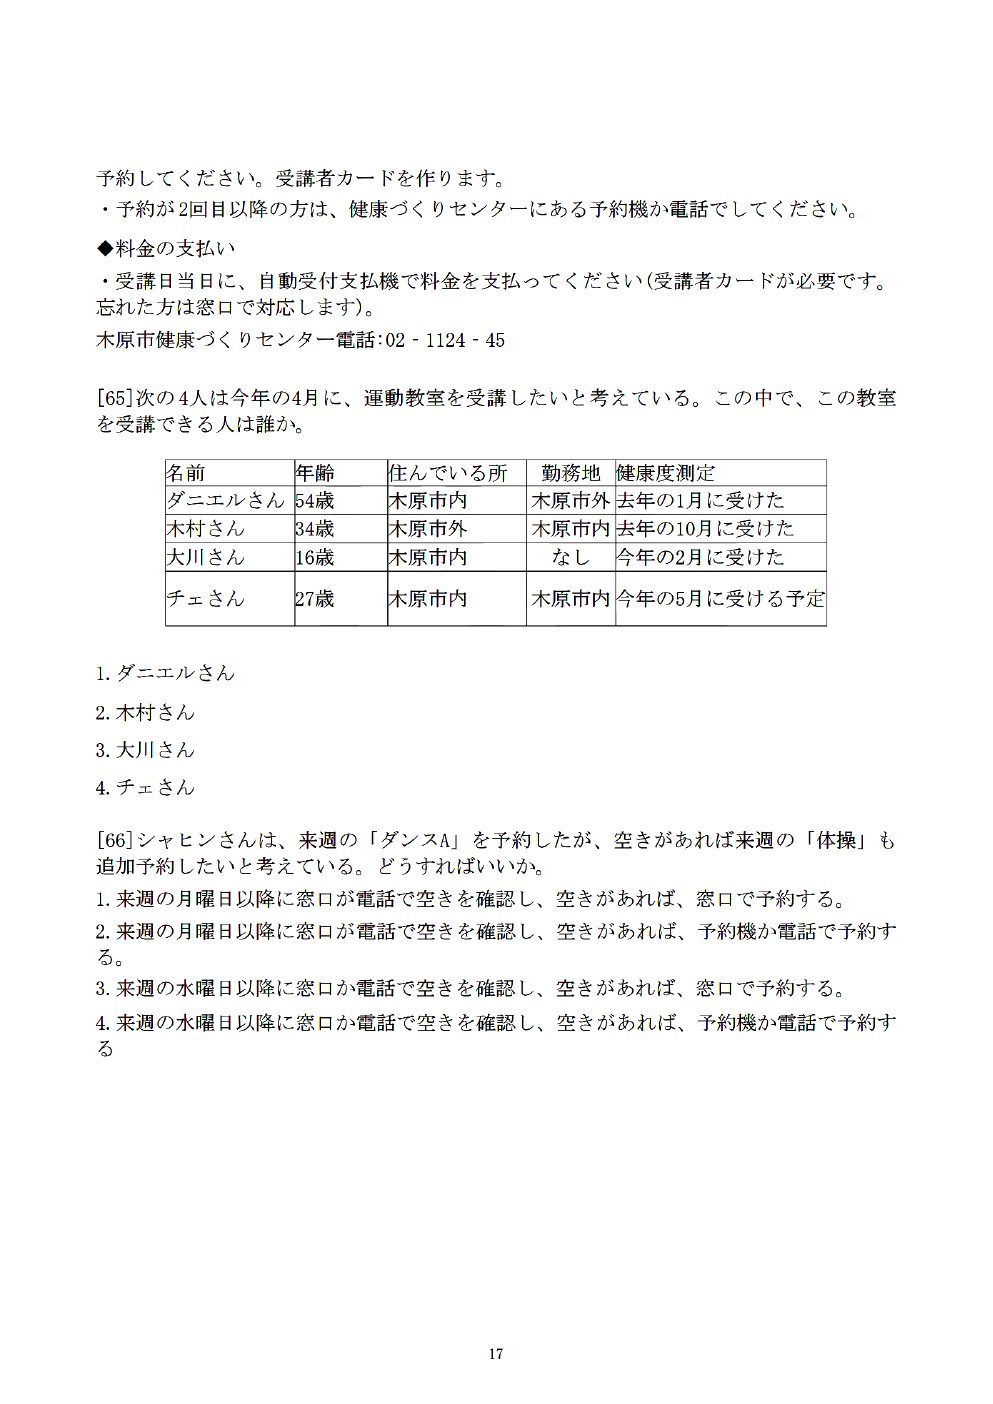 予約してください。受講者カードを作ります。
・予約が2回目以降の方は、健康づくりセンターにある予約機か電話でしてください。
◆料金の支払い
・受講日当日に、自動受付支払機で料金を支払ってください(受講者カードが必要です。
忘れた方は窓口で対応します)。
木原市健康づくりセンター電話:02‐1124‐45
[65]次の4人は今年の4月に、運動教室を受講したいと考えている。この中で、この教室
を受講できる人は誰か。
名前 年齢 住んでいる所 勤務地 健康度測定
ダニエルさん 54歳 木原市内 木原市外 去年の1月に受けた
木村さん 34歳 木原市外 木原市内 去年の10月に受けた
大川さん 16歳 木原市内 なし 今年の2月に受けた
チェさん 27歳 木原市内 木原市内 今年の5月に受ける予定
1.ダニエルさん
2.木村さん
3.大川さん
4.チェさん
[66]シャヒンさんは、来週の「ダンスA」を予約したが、空きがあれば来週の「体操」も
追加予約したいと考えている。どうすればいいか。
1.来週の月曜日以降に窓口が電話で空きを確認し、空きがあれば、窓口で予約する。
2.来週の月曜日以降に窓口が電話で空きを確認し、空きがあれば、予約機か電話で予約す
る。
3.来週の水曜日以降に窓口か電話で空きを確認し、空きがあれば、窓口で予約する。
4.来週の水曜日以降に窓口か電話で空きを確認し、空きがあれば、予約機か電話で予約す
る
17